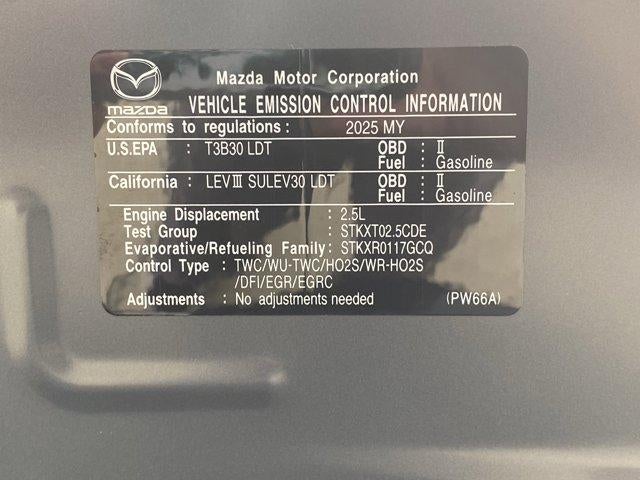 Mazda Motor Corporation
mazda VEHICLE EMISSION CONTROL INFORMATION
Conforms to regulations : 2025 MY
U.S.EPA : T3B30 LDT OBD : II
Fuel : Gasoline
California : LEVⅢ SULEV30 LDT OBD : II
Fuel : Gasoline
Engine Displacement : 2.5L
Test Group : STKXT02.5CDE
Evaporative/Refueling Family : STKXR0117GCQ
Control Type : TWC/WU-TWC/HO2S/WR-HO2S
/DFI/EGR/EGRC
Adjustments : No adjustments needed (PW66A)